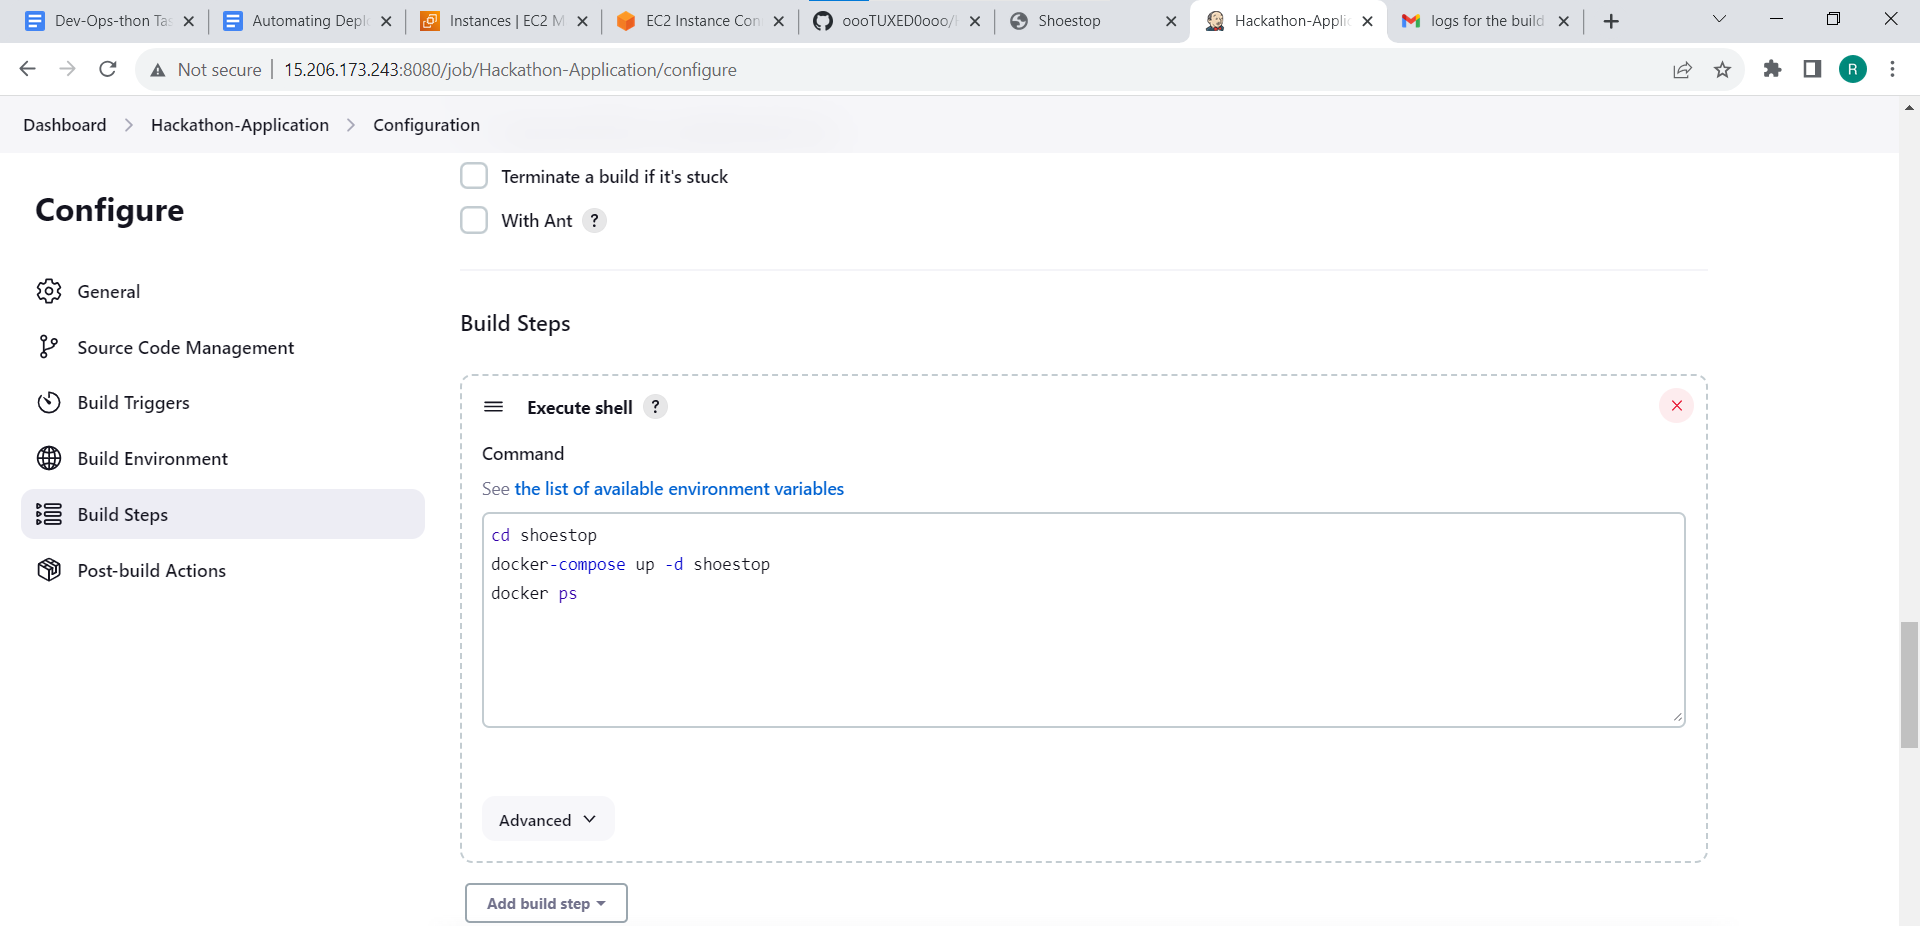 Dev-Ops-thon Tas
Automating Depl
Instances | EC2 M
EC2 Instance Con
oooTUXED0ooo/
Shoestop
Hackathon-Applic
logs for the build
Not secure
15.206.173.243:8080/job/Hackathon-Application/configure
R
Dashboard
Hackathon-Application
Configuration
Terminate a build if it's stuck
With Ant ?
Configure
General
Source Code Management
Build Triggers
Build Environment
Build Steps
Post-build Actions
Build Steps
Execute shell ?
Command
See the list of available environment variables
cd shoestop
docker-compose up -d shoestop
docker ps
Advanced
Add build step